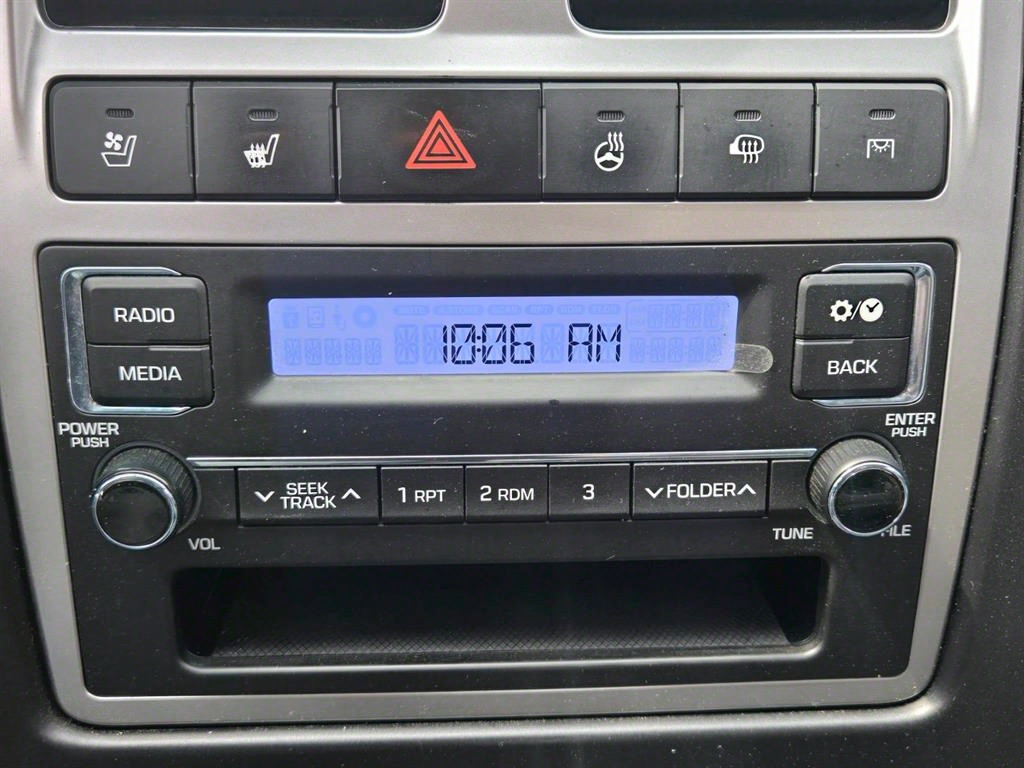 RADIO
MEDIA
10:06 AM
BACK
POWER
PUSH
ENTER
PUSH
SEEK
TRACK
1 RPT
2 RDM
3
FOLDER
VOL
TUNE
FILE